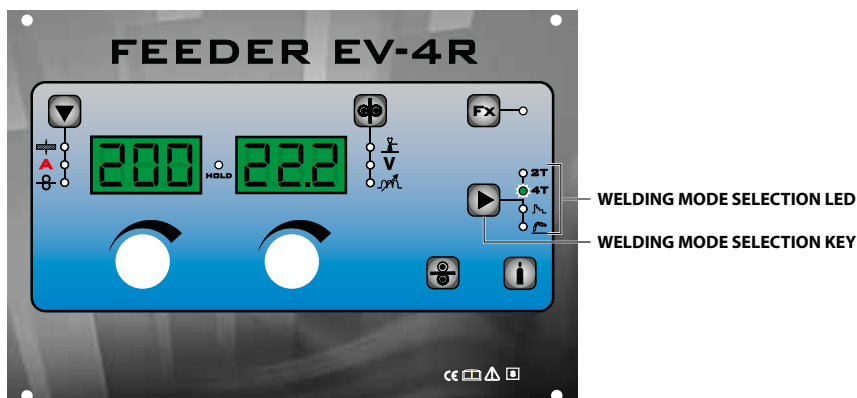 FEEDER EV-4R
FX
200
HOLD
22.2
A
V
2T
4T
WELDING MODE SELECTION LED
WELDING MODE SELECTION KEY
CE